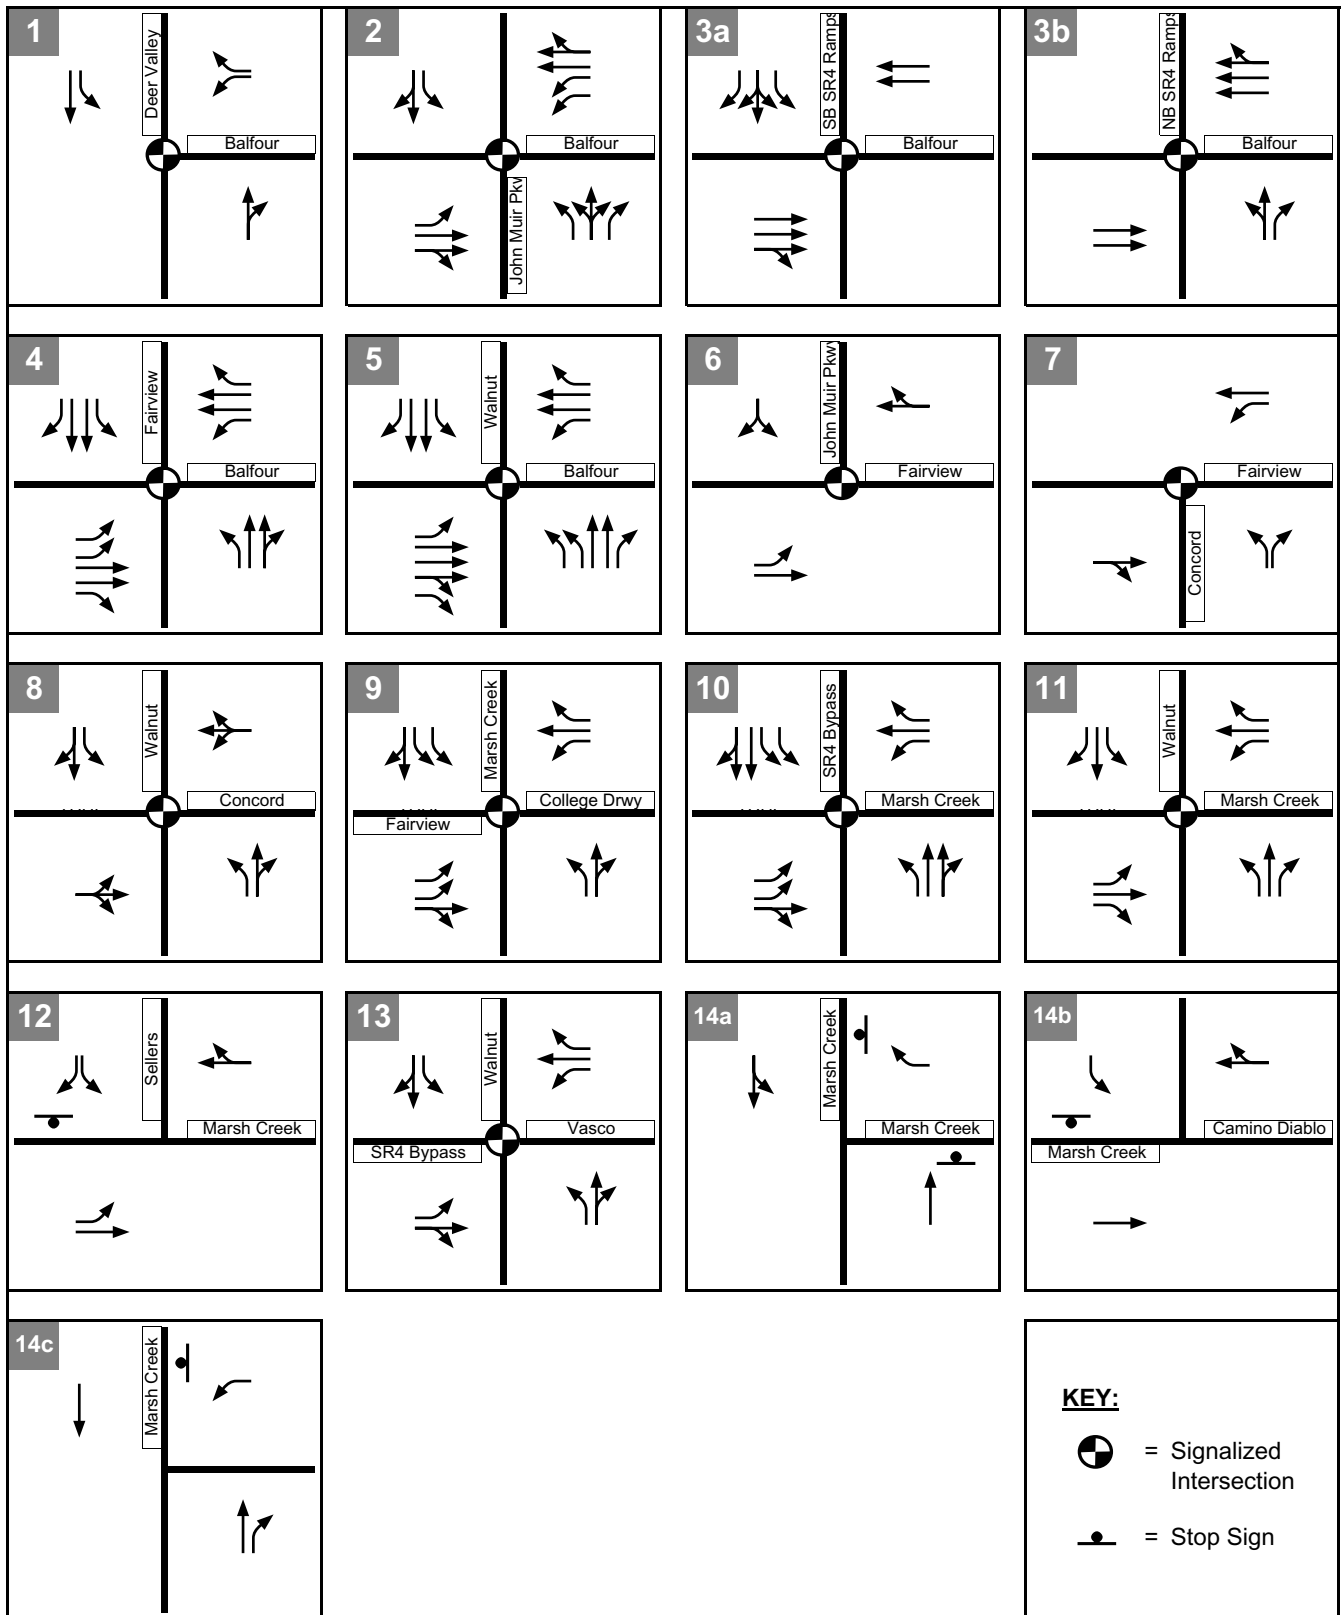 1
Deer Valley
Balfour
2
Balfour
John Muir Pkw
3a
SB SR4 Ramps
Balfour
3b
NB SR4 Ramps
Balfour
4
Fairview
Balfour
5
Walnut
Balfour
6
John Muir Pkwy
Fairview
7
Fairview
Concord
8
Walnut
Concord
9
Marsh Creek
College Drwy
Fairview
10
SR4 Bypass
Marsh Creek
11
Walnut
Marsh Creek
12
Sellers
Marsh Creek
13
Walnut
Vasco
SR4 Bypass
14a
Marsh Creek
Marsh Creek
14b
Camino Diablo
Marsh Creek
14c
Marsh Creek
KEY:
= Signalized
Intersection
= Stop Sign